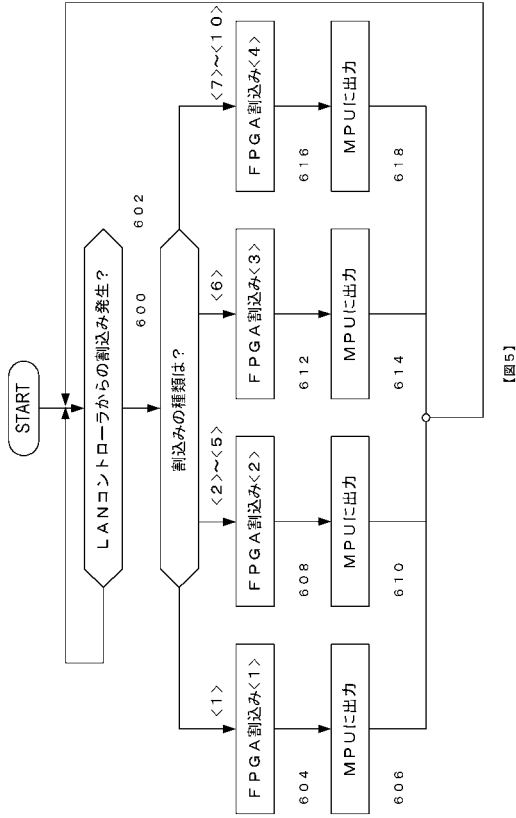 START
LANコントローラからの割込み発生？
600
602
割込みの種類は？
<1>
<2>～<5>
<6>
<7>～<10>
FPGA割込み<1>
FPGA割込み<2>
FPGA割込み<3>
FPGA割込み<4>
604
608
612
616
MPUに出力
MPUに出力
MPUに出力
MPUに出力
606
610
614
618
【図5】